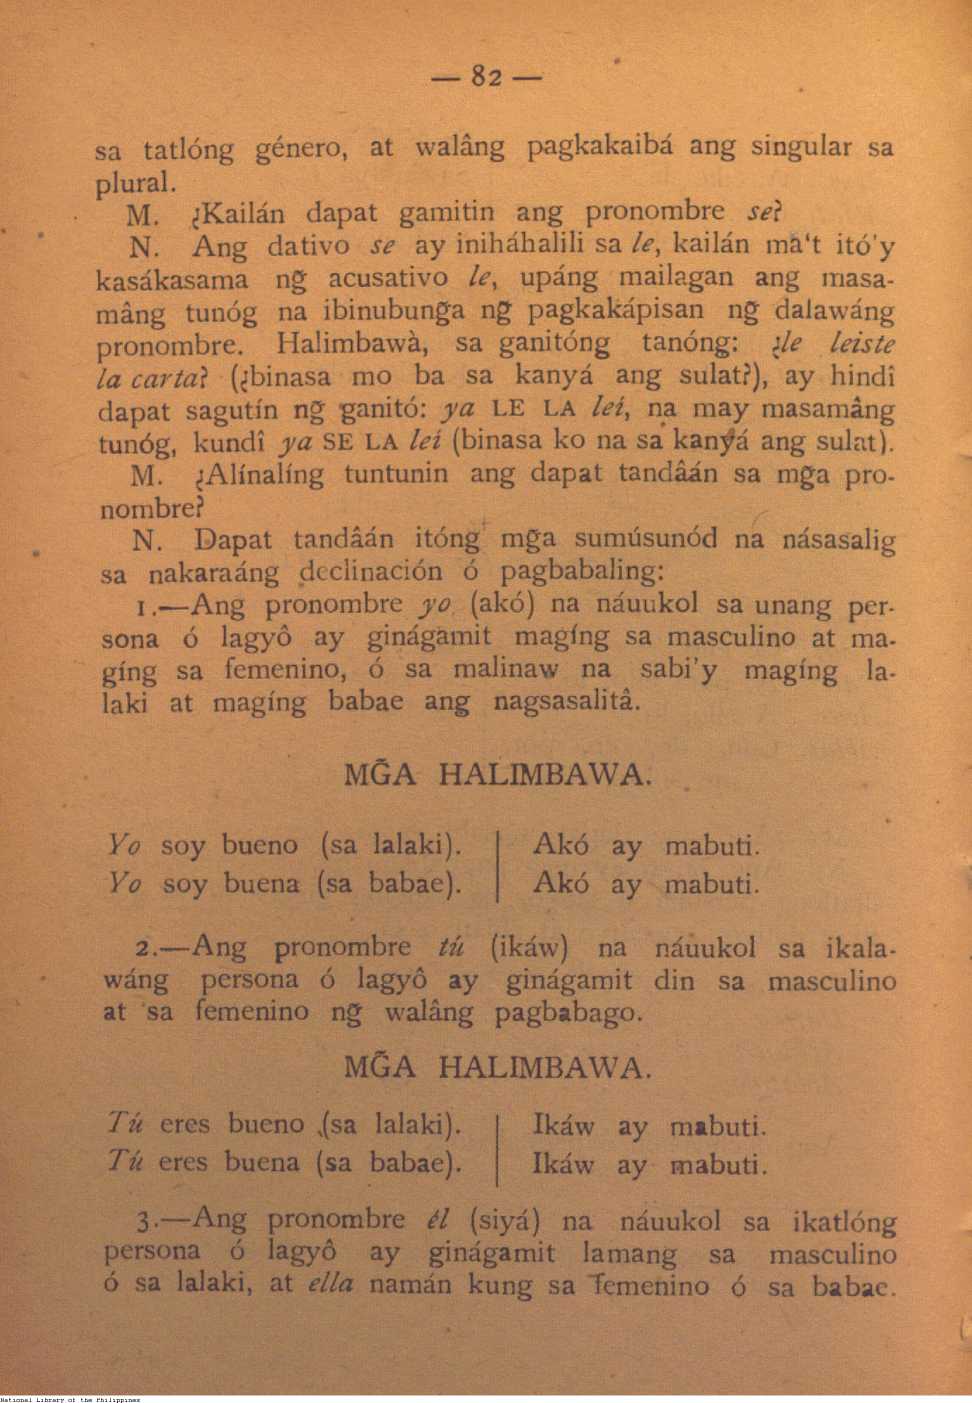 — 82 —
sa tatlóng género, at walâng pagkakaibá ang singular sa
plural.
M. ¿Kailán dapat gamitin ang pronombre se?
N. Ang dativo se ay iniháhalili sa le, kailán ma‘t itó’y
kasákasama ng̃ acusativo le, upáng mailagan ang masa-
mâng tunóg na ibinubung̃a ng̃ pagkakápisan ng̃ dalawáng
pronombre. Halimbawà, sa ganitóng tanóng: ¿le leiste
la carta? (¿binasa mo ba sa kanyá ang sulat?), ay hindî
dapat sagutín ng̃ ganitó: ya LE LA leí, na may masamâng
tunóg, kundî ya SE LA leí (binasa ko na sa kanyá ang sulat).
M. ¿Alínalíng tuntunin ang dapat tandâán sa mg̃a pro-
nombre?
N. Dapat tandâán itóng mg̃a sumúsunód na násasalig
sa nakaraáng declinación ó pagbabaling:
1.—Ang pronombre yo (akó) na náuukol sa unang per-
sona ó lagyô ay ginágamit magíng sa masculino at ma-
gíng sa femenino, ó sa malinaw na sabi’y magíng la-
laki at magíng babae ang nagsasalitâ.
MG̃A HALIMBAWA.
Yo soy bueno (sa lalaki). | Akó ay mabuti.
Yo soy buena (sa babae). | Akó ay mabuti.
2.—Ang pronombre tú (ikáw) na náuukol sa ikala-
wáng persona ó lagyô ay ginágamit din sa masculino
at sa femenino ng̃ walâng pagbabago.
MG̃A HALIMBAWA.
Tú eres bueno (sa lalaki). | Ikáw ay mabuti.
Tú eres buena (sa babae). | Ikáw ay mabuti.
3.—Ang pronombre él (siyá) na náuukol sa ikatlóng
persona ó lagyô ay ginágamit lamang sa masculino
ó sa lalaki, at ella namán kung sa femenino ó sa babae.
National Library of the Philippines